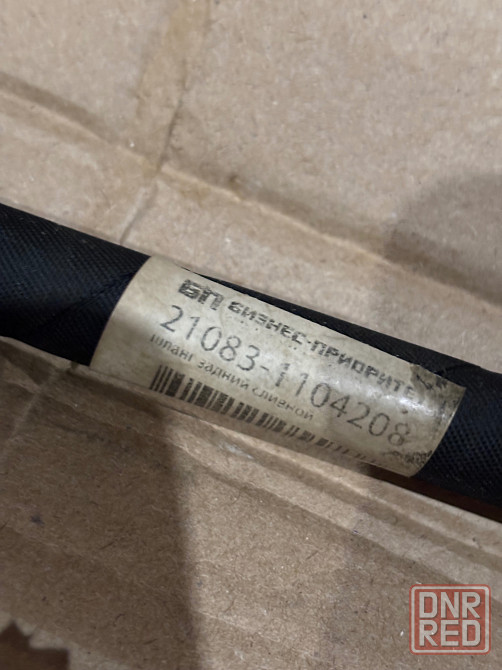 БП БИЗНЕС-ПРИОРИТЕТ
21083-1104208
шланг задний сливной
DNR
RED